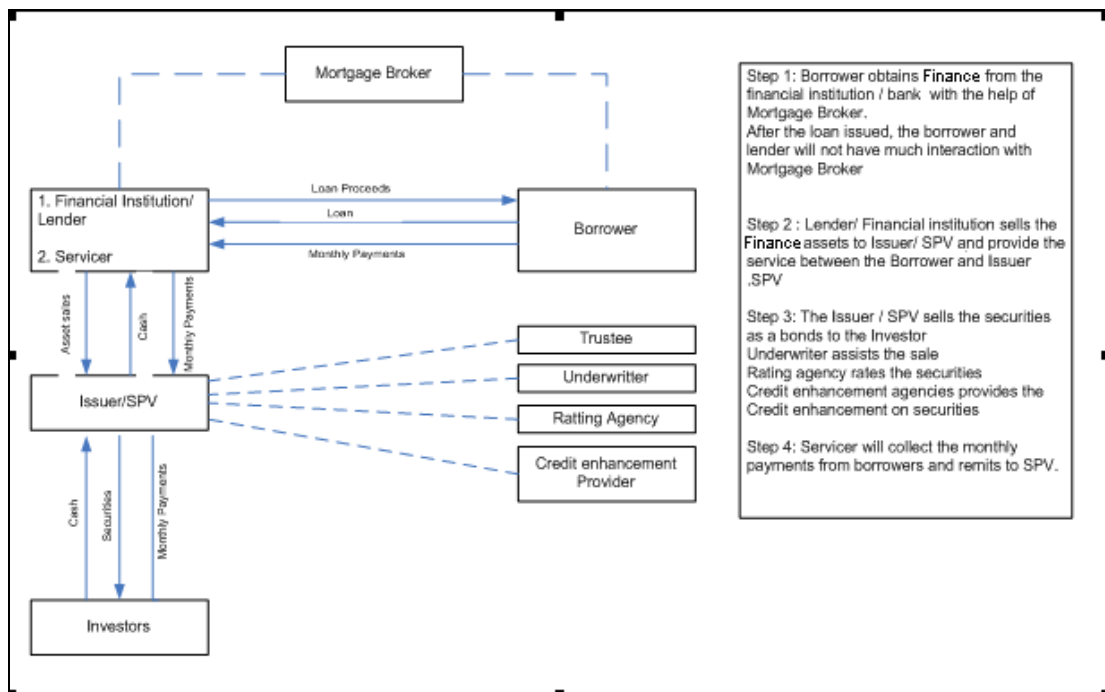 Mortgage Broker
Loan Proceeds
1. Financial Institution/
Lender
2. Servicer
Loan
Monthly Payments
Borrower
Asset sales
Cash
Monthly Payments
Issuer/SPV
Trustee
Underwritter
Ratting Agency
Credit enhancement
Provider
Cash
Securities
Monthly Payments
Investors
Step 1: Borrower obtains Finance from the
financial institution / bank with the help of
Mortgage Broker.
After the loan issued, the borrower and
lender will not have much interaction with
Mortgage Broker
Step 2 : Lender/ Financial institution sells the
Finance assets to Issuer/ SPV and provide the
service between the Borrower and Issuer
.SPV
Step 3: The Issuer / SPV sells the securities
as a bonds to the Investor
Underwriter assists the sale
Rating agency rates the securities
Credit enhancement agencies provides the
Credit enhancement on securities
Step 4: Servicer will collect the monthly
payments from borrowers and remits to SPV.